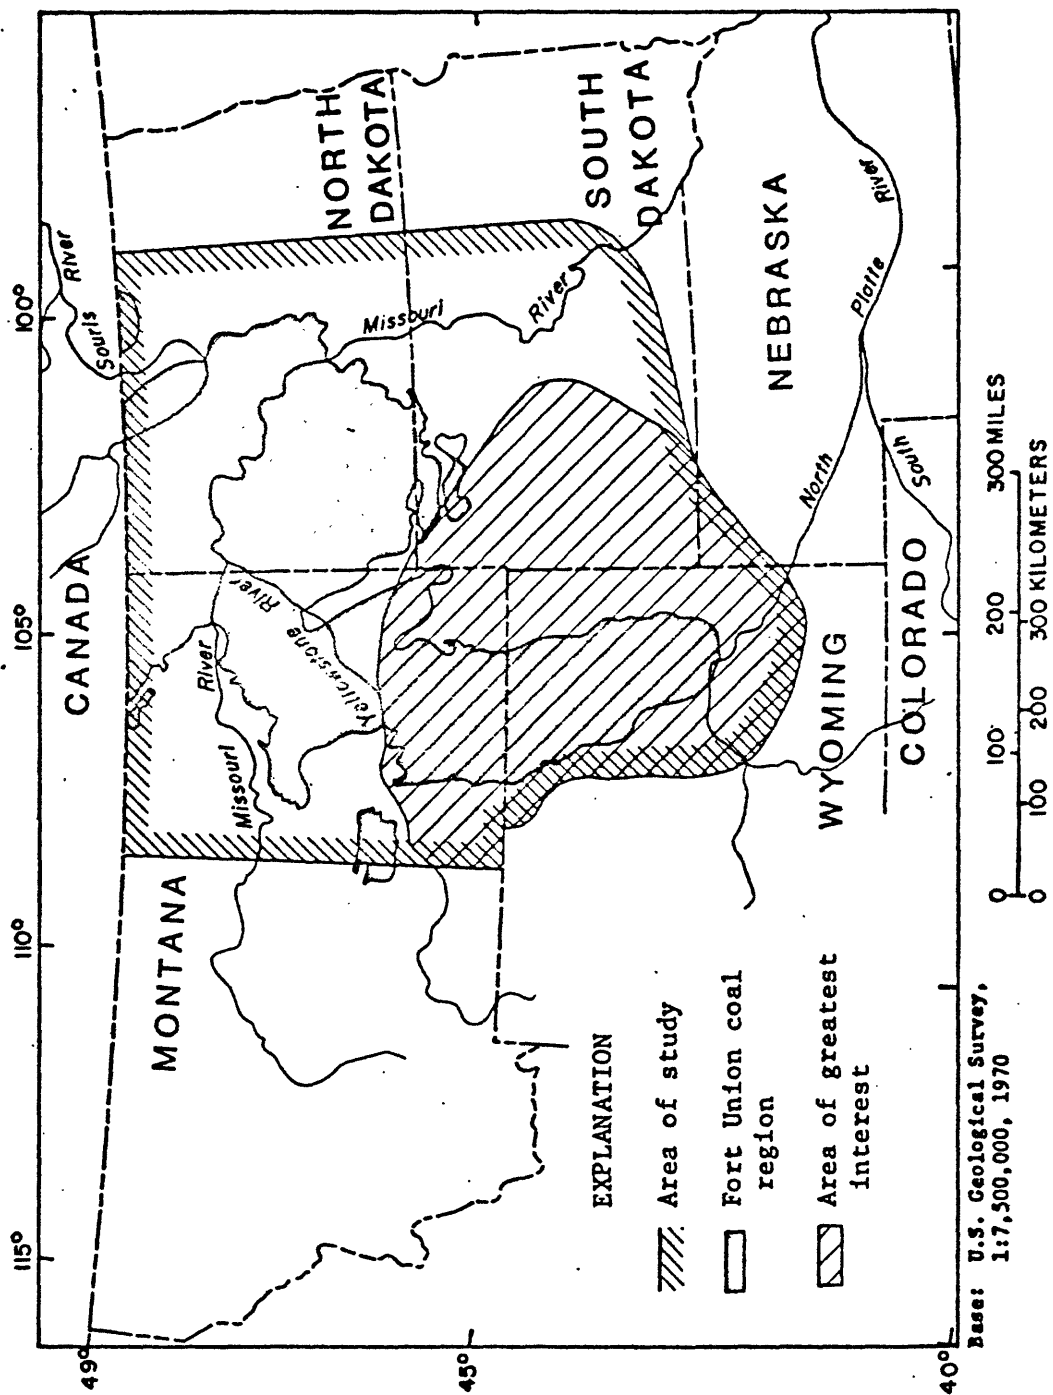 115°
110°
105°
100°
49°
45°
40°
CANADA
Souris
River
MONTANA
Missouri
River
Yellowstone
River
NORTH
DAKOTA
Missouri
River
SOUTH
DAKOTA
WYOMING
NEBRASKA
North
Platte
River
South
COLORADO
EXPLANATION
Area of study
Fort Union coal
region
Area of greatest
interest
Base: U.S. Geological Survey,
1:7,500,000, 1970
0 100 200 300 MILES
0 100 200 300 KILOMETERS